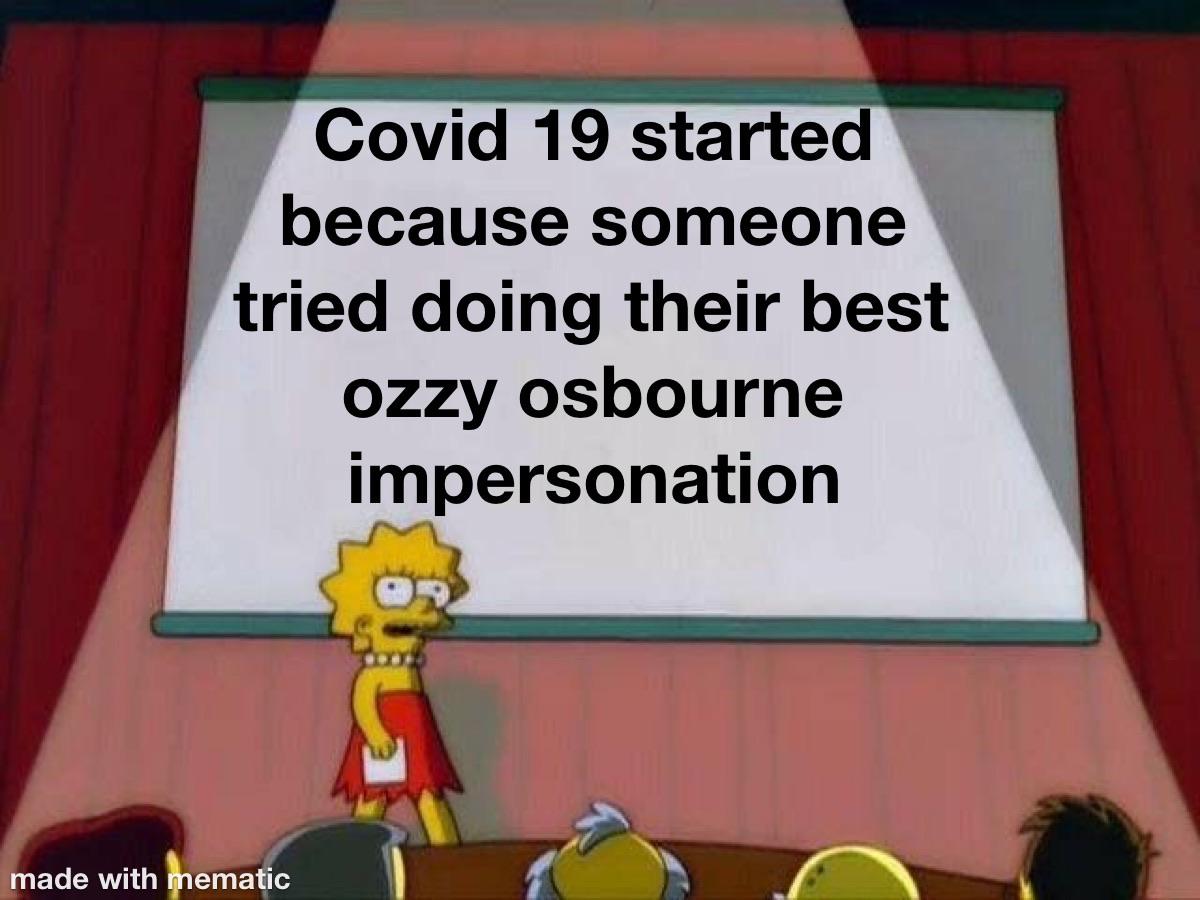 Covid 19 started
because someone
tried doing their best
ozzy osbourne
impersonation
made with mematic